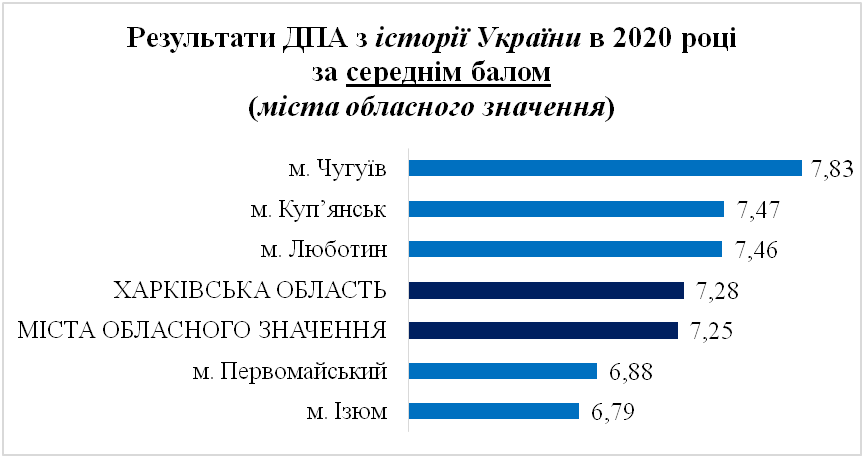 Результати ДПА з історії України в 2020 році
за середнім балом
(міста обласного значення)
м. Чугуїв 7,83
м. Куп’янськ 7,47
м. Люботин 7,46
ХАРКІВСЬКА ОБЛАСТЬ 7,28
МІСТА ОБЛАСНОГО ЗНАЧЕННЯ 7,25
м. Первомайський 6,88
м. Ізюм 6,79